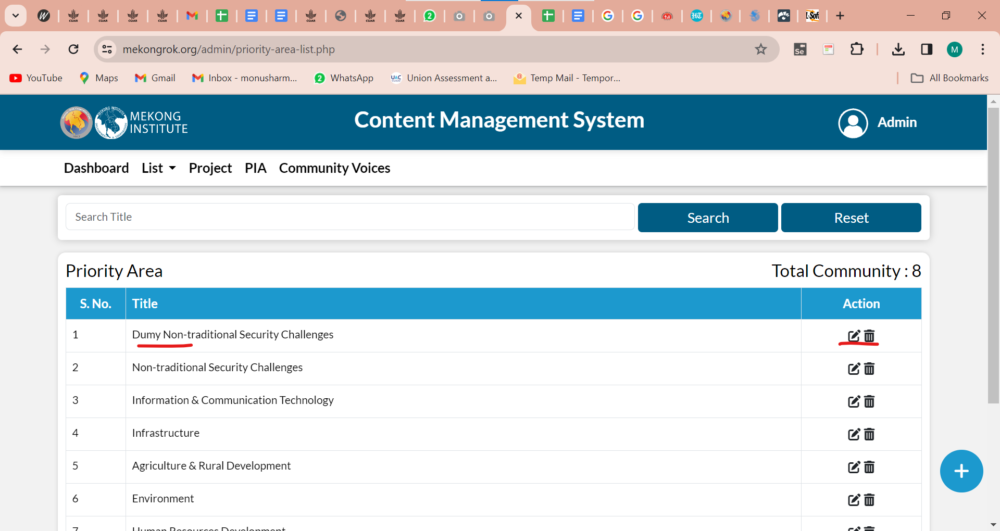 mekongrok.org/admin/priority-area-list.php
Se
M
YouTube
Maps
Gmail
Inbox - monusharm...
WhatsApp
Union Assessment a...
Temp Mail - Tempor...
All Bookmarks
MEKONG
INSTITUTE
Content Management System
Admin
Dashboard List Project PIA Community Voices
Search Title
Search
Reset
Priority Area
Total Community : 8
S. No. Title Action
1 Dumy Non-traditional Security Challenges
2 Non-traditional Security Challenges
3 Information & Communication Technology
4 Infrastructure
5 Agriculture & Rural Development
6 Environment
7 Human Resources Development